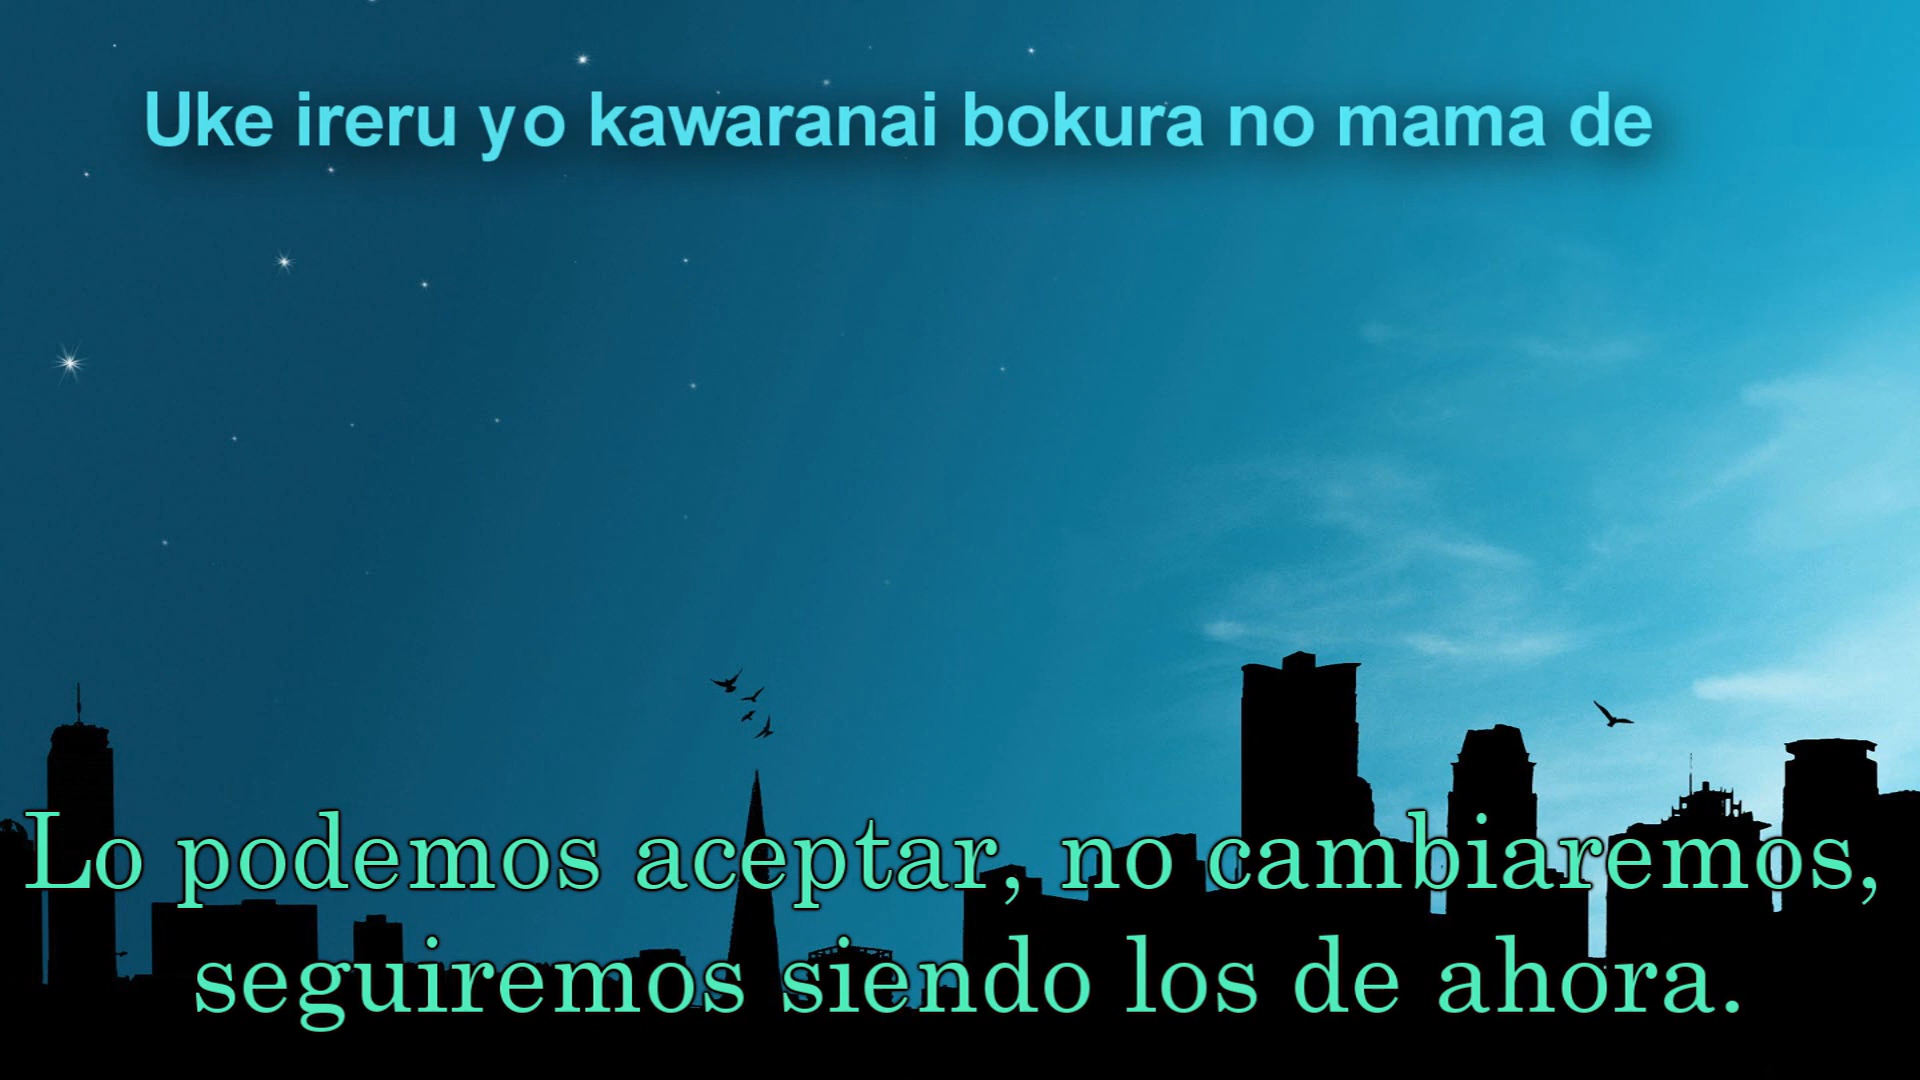 Uke ireru yo kawaranai bokura no mama de
Lo podemos aceptar, no cambiaremos,
seguiremos siendo los de ahora.